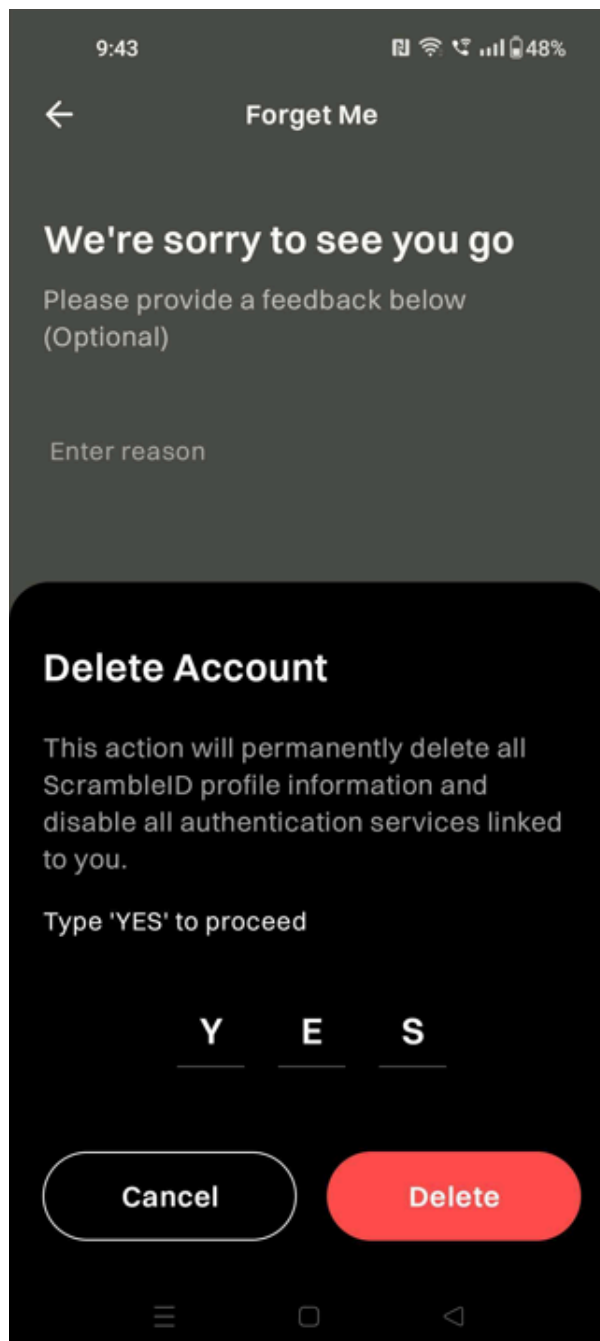 9:43 48%
Forget Me
We're sorry to see you go
Please provide a feedback below
(Optional)
Enter reason
Delete Account
This action will permanently delete all
ScrambleID profile information and
disable all authentication services linked
to you.
Type 'YES' to proceed
Y E S
Cancel Delete